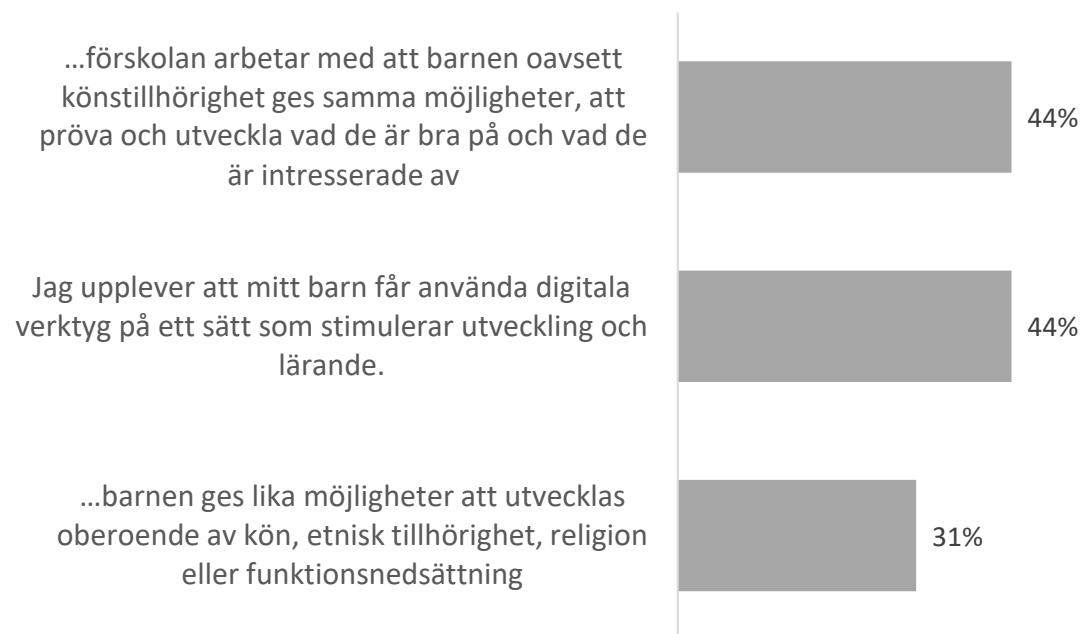 ...förskolan arbetar med att barnen oavsett
könstillhörighet ges samma möjligheter, att
pröva och utveckla vad de är bra på och vad de
är intresserade av
44%
Jag upplever att mitt barn får använda digitala
verktyg på ett sätt som stimulerar utveckling och
lärande.
44%
...barnen ges lika möjligheter att utvecklas
oberoende av kön, etnisk tillhörighet, religion
eller funktionsnedsättning
31%